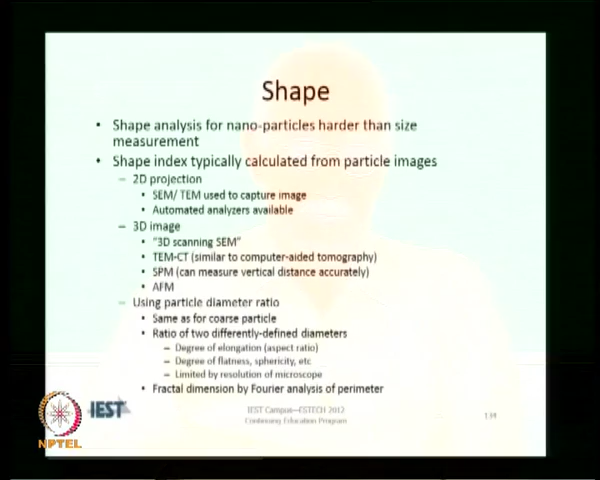 Shape
• Shape analysis for nano-particles harder than size
measurement
• Shape index typically calculated from particle images
– 2D projection
• SEM/ TEM used to capture image
• Automated analyzers available
– 3D image
• "3D scanning SEM"
• TEM-CT (similar to computer-aided tomography)
• SPM (can measure vertical distance accurately)
• AFM
– Using particle diameter ratio
• Same as for coarse particle
• Ratio of two differently-defined diameters
– Degree of elongation (aspect ratio)
– Degree of flatness, sphericity, etc
– Limited by resolution of microscope
• Fractal dimension by Fourier analysis of perimeter
IEST
IEST Campus—ESTECH 2012
Continuing Education Program
NPTEL